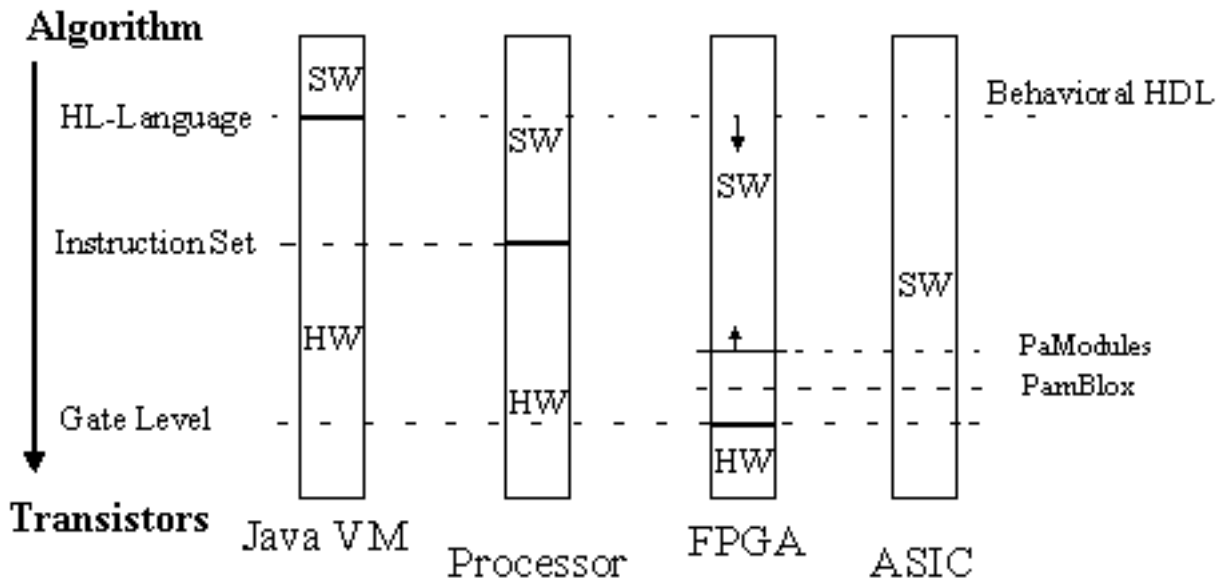 Algorithm
SW
HL-Language
Behavioral HDL
SW
SW
Instruction Set
SW
HW
PaModules
PamBlox
HW
Gate Level
HW
Transistors
Java VM
Processor
FPGA
ASIC